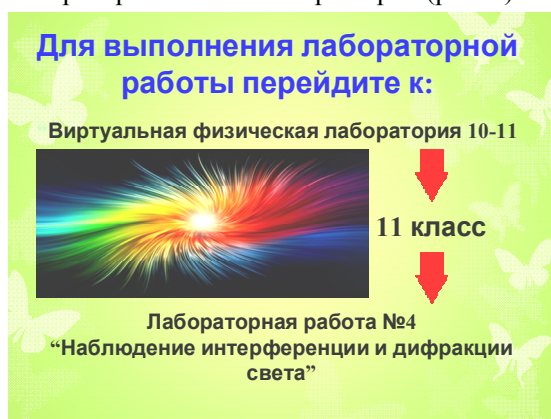 Для выполнения лабораторной
работы перейдите к:
Виртуальная физическая лаборатория 10-11
11 класс
Лабораторная работа №4
“Наблюдение интерференции и дифракции
света”